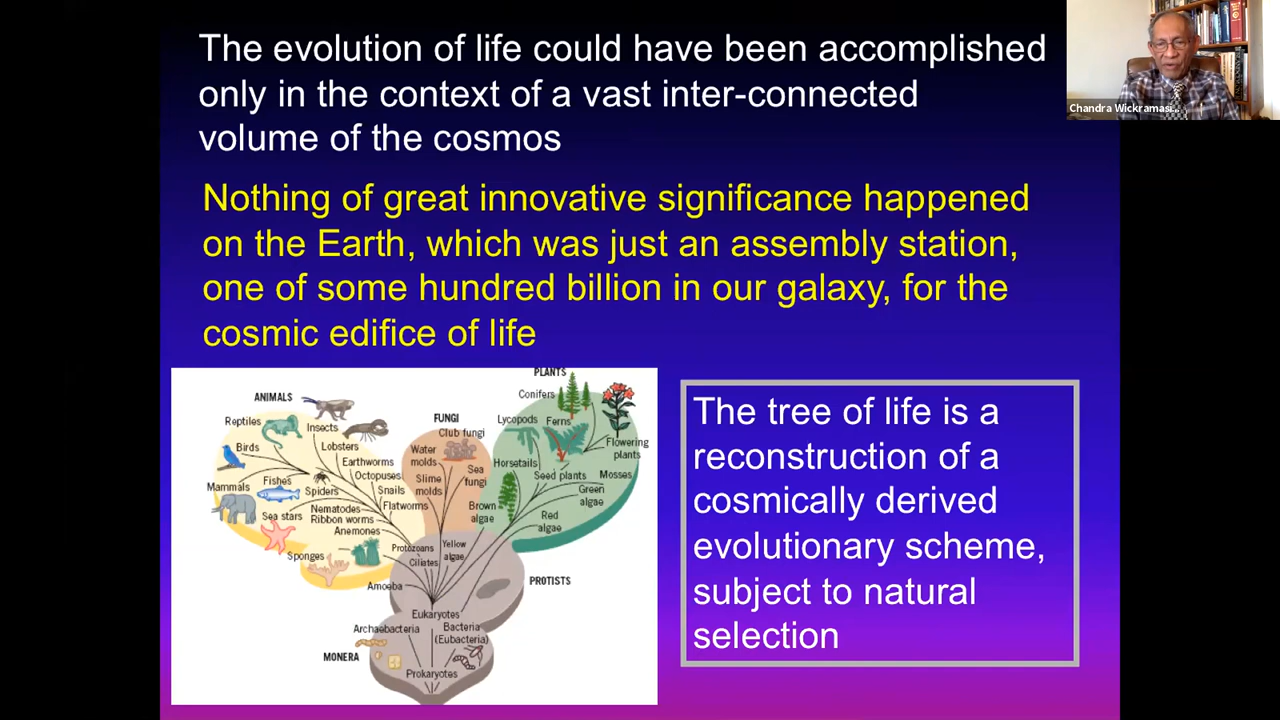 The evolution of life could have been accomplished
only in the context of a vast inter-connected
volume of the cosmos
Chandra Wickramasi...
Nothing of great innovative significance happened
on the Earth, which was just an assembly station,
one of some hundred billion in our galaxy, for the
cosmic edifice of life
ANIMALS
Reptiles
Insects
Birds
Lobsters
Earthworms
Mammals
Fishes
Octopuses
Spiders
Snails
Sea stars
Nematodes
Flatworms
Ribbon worms
Anemones
Sponges
FUNGI
Club fungi
Water
molds
Slime
molds
Sea
fungi
PLANTS
Conifers
Lycopods
Ferns
Flowering
plants
Horsetails
Seed plants
Mosses
Green
algae
Brown
algae
Red
algae
Protozoans
Yellow
algae
Ciliates
Amoeba
PROTISTS
Eukaryotes
Archaebacteria
Bacteria
(Eubacteria)
MONERA
Prokaryotes
The tree of life is a
reconstruction of a
cosmically derived
evolutionary scheme,
subject to natural
selection